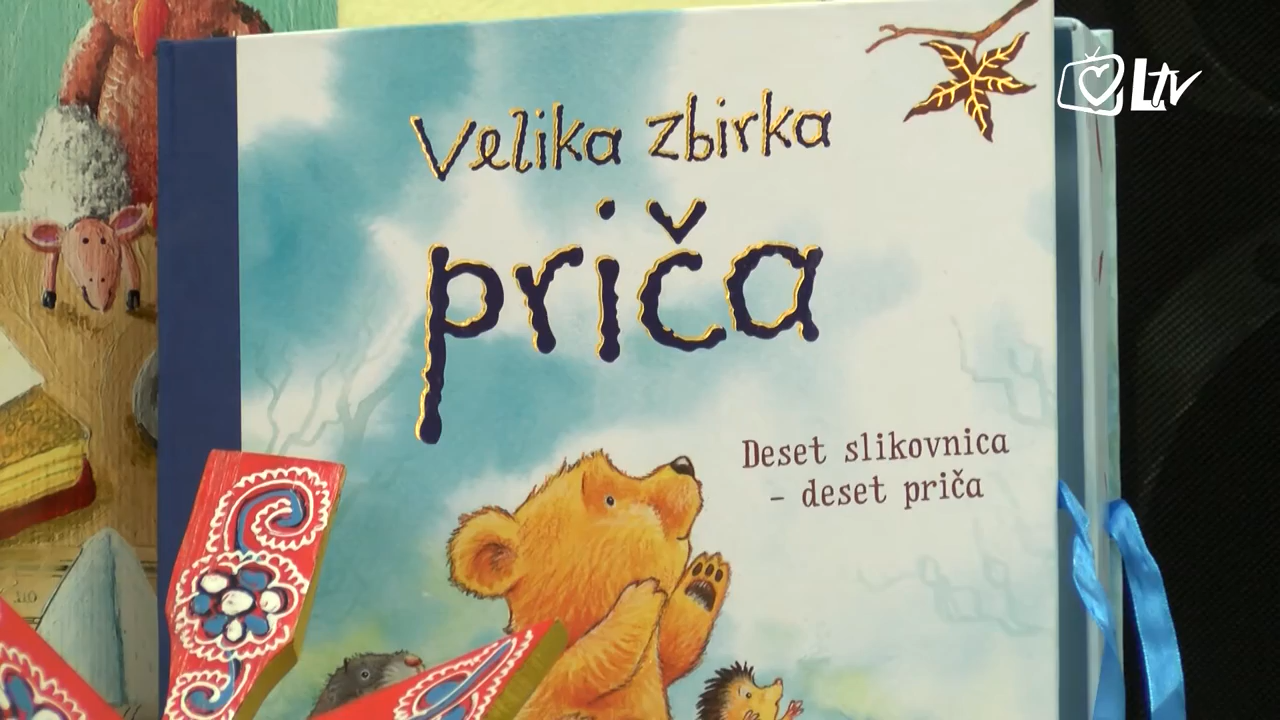 Ltv
Velika zbirka
priča
Deset slikovnica
- deset priča